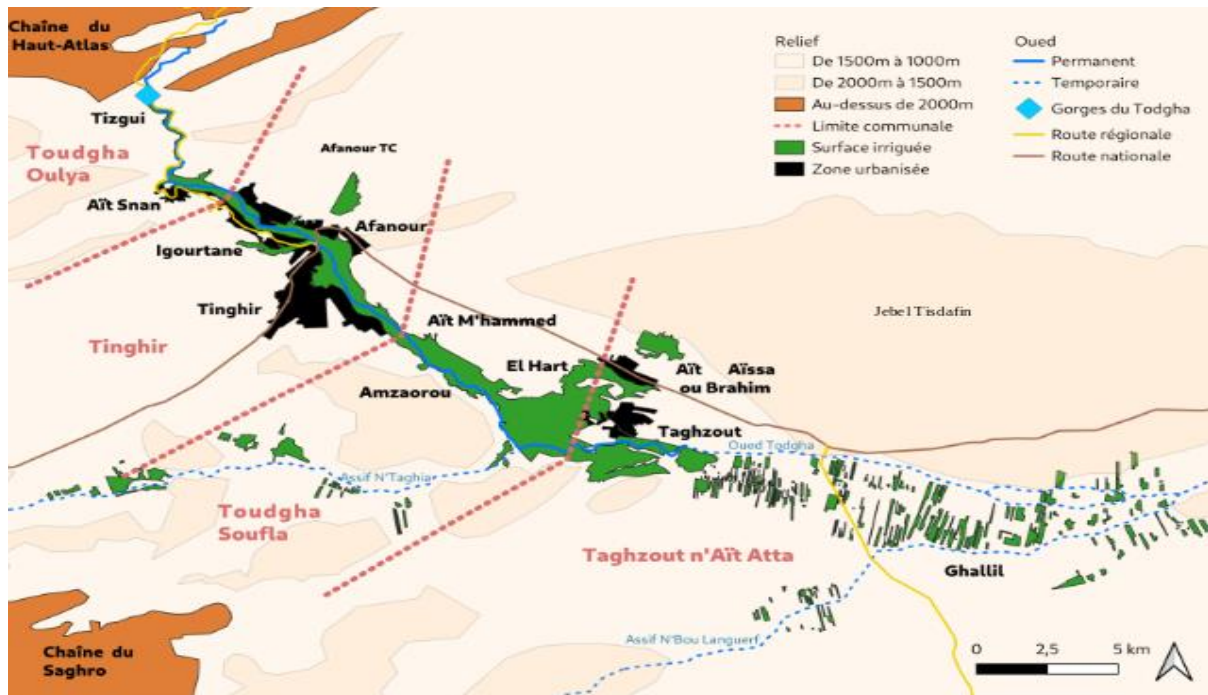 Chaîne du
Haut-Atlas
Tizgui
Toudgha
Oulya
Aït Snan
Afanour TC
Afanour
Igourtane
Tinghir
Tinghir
Aït M'hammed
Amzaorou
El Hart
Aït Aïssa
ou Brahim
Taghzout
Jebel Tisdafin
Oued Todgha
Assif N'Taghia
Toudgha
Soufla
Taghzout n'Aït Atta
Ghallil
Assif N'Bou Languerf
Chaîne du
Saghro
Relief
De 1500m à 1000m
De 2000m à 1500m
Au-dessus de 2000m
Limite communale
Surface irriguée
Zone urbanisée
Oued
Permanent
Temporaire
Gorges du Todgha
Route régionale
Route nationale
0 2,5 5 km